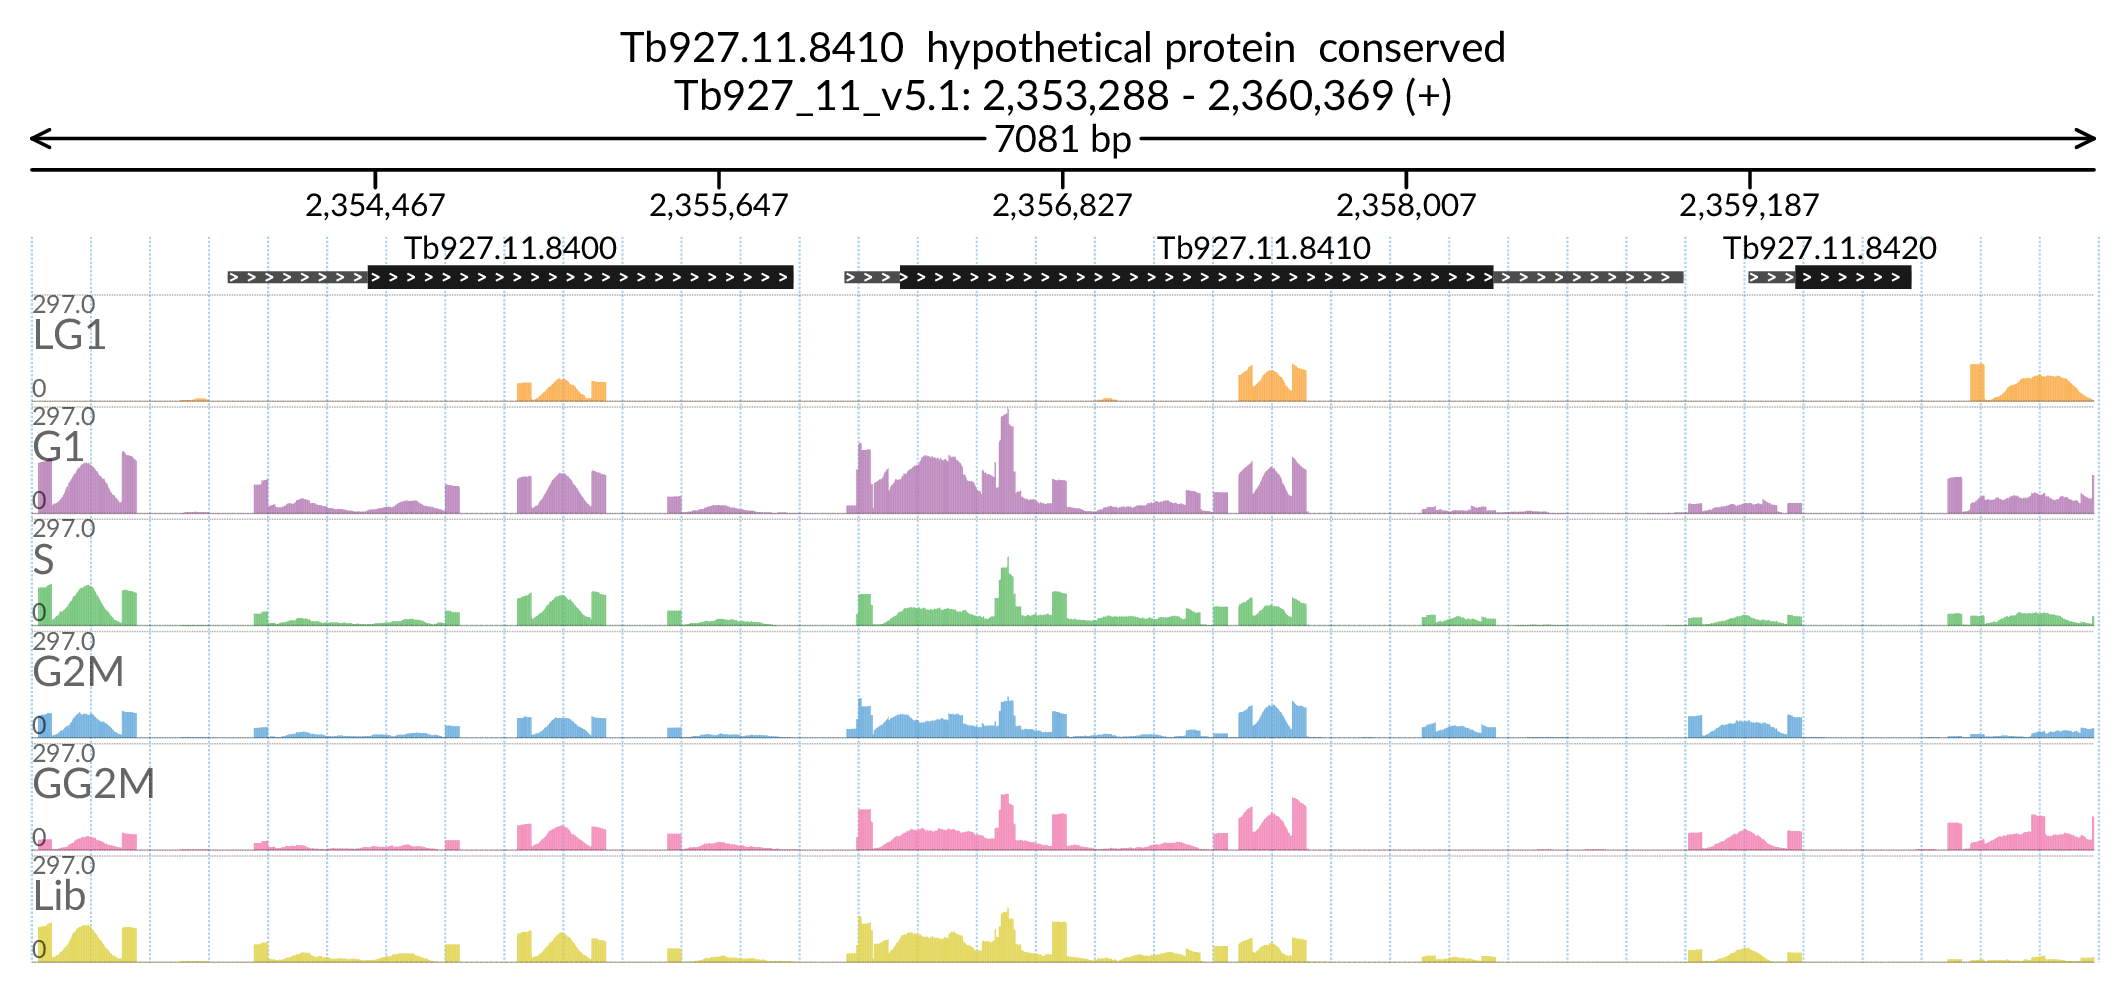 Tb927.11.8410 hypothetical protein conserved
Tb927_11_v5.1: 2,353,288 - 2,360,369 (+)
7081 bp
2,354,467 2,355,647 2,356,827 2,358,007 2,359,187
Tb927.11.8400 Tb927.11.8410 Tb927.11.8420
297.0
LG1
0
297.0
G1
0
297.0
S
0
297.0
G2M
0
297.0
GG2M
0
297.0
Lib
0